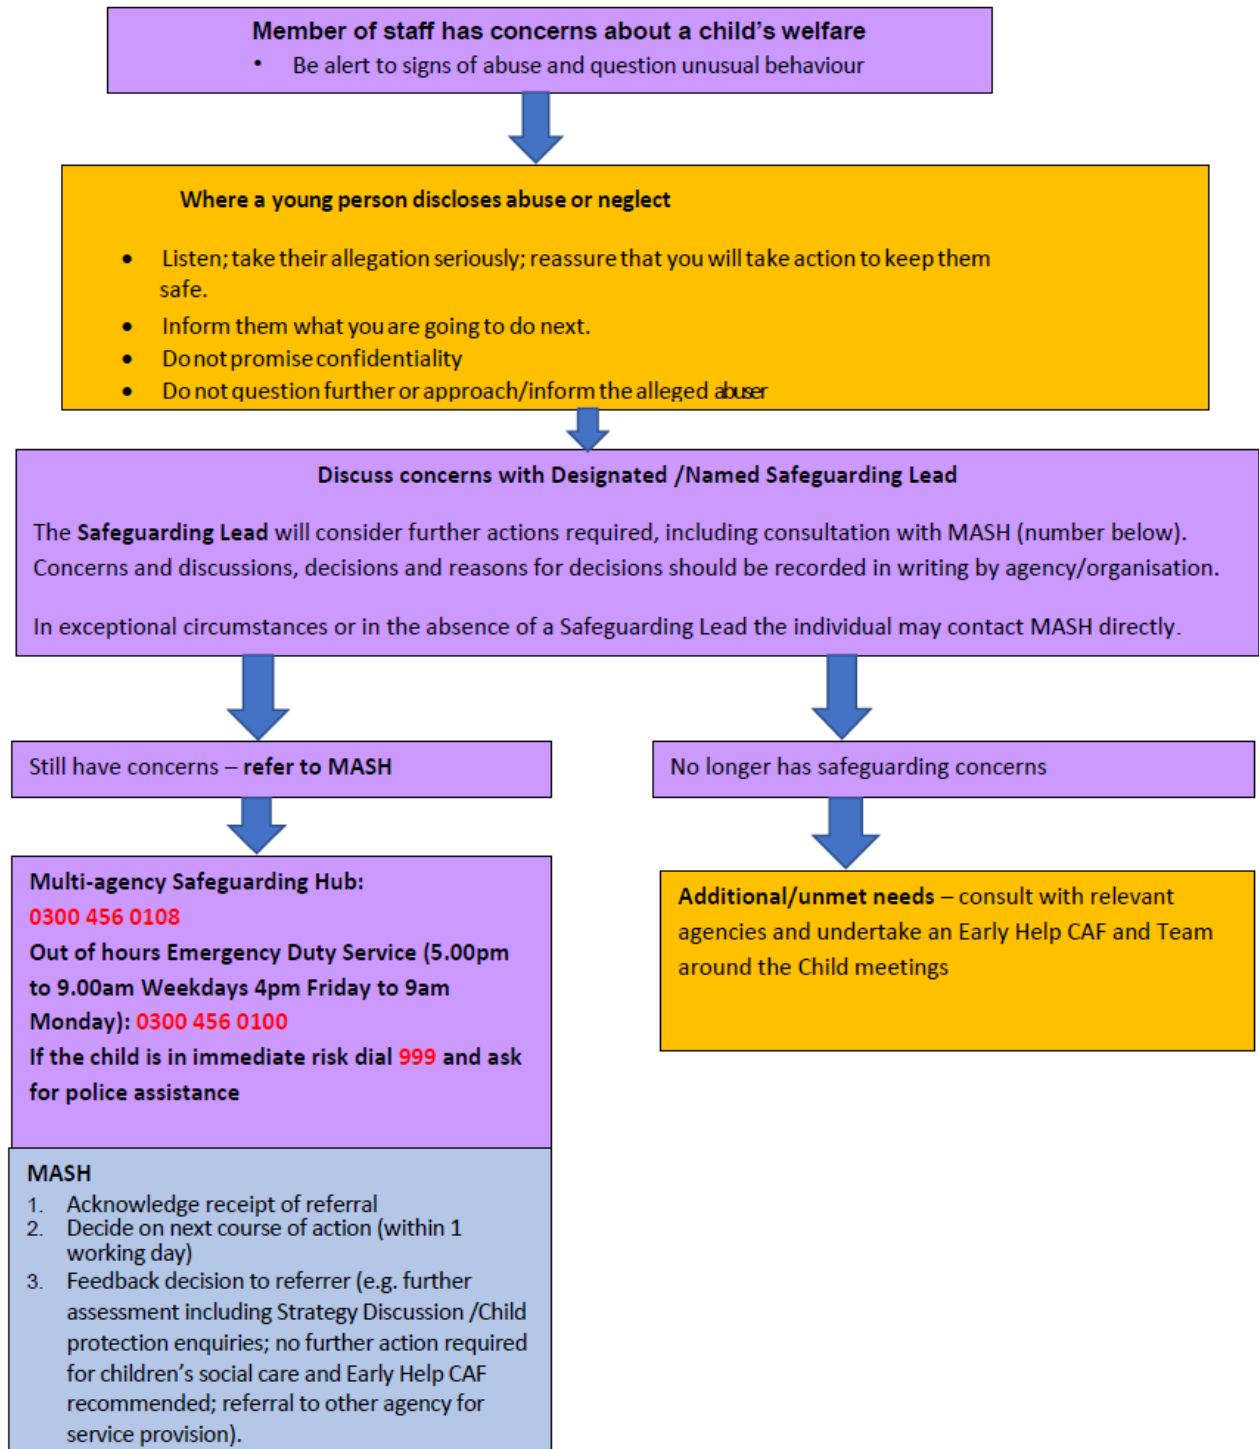 Member of staff has concerns about a child's welfare
• Be alert to signs of abuse and question unusual behaviour
Where a young person discloses abuse or neglect
• Listen; take their allegation seriously; reassure that you will take action to keep them
safe.
• Inform them what you are going to do next.
• Do not promise confidentiality
• Do not question further or approach/inform the alleged abuser
Discuss concerns with Designated /Named Safeguarding Lead
The Safeguarding Lead will consider further actions required, including consultation with MASH (number below).
Concerns and discussions, decisions and reasons for decisions should be recorded in writing by agency/organisation.
In exceptional circumstances or in the absence of a Safeguarding Lead the individual may contact MASH directly.
Still have concerns – refer to MASH
No longer has safeguarding concerns
Multi-agency Safeguarding Hub:
0300 456 0108
Out of hours Emergency Duty Service (5.00pm
to 9.00am Weekdays 4pm Friday to 9am
Monday): 0300 456 0100
If the child is in immediate risk dial 999 and ask
for police assistance
Additional/unmet needs – consult with relevant
agencies and undertake an Early Help CAF and Team
around the Child meetings
MASH
1. Acknowledge receipt of referral
2. Decide on next course of action (within 1
working day)
3. Feedback decision to referrer (e.g. further
assessment including Strategy Discussion /Child
protection enquiries; no further action required
for children's social care and Early Help CAF
recommended; referral to other agency for
service provision).